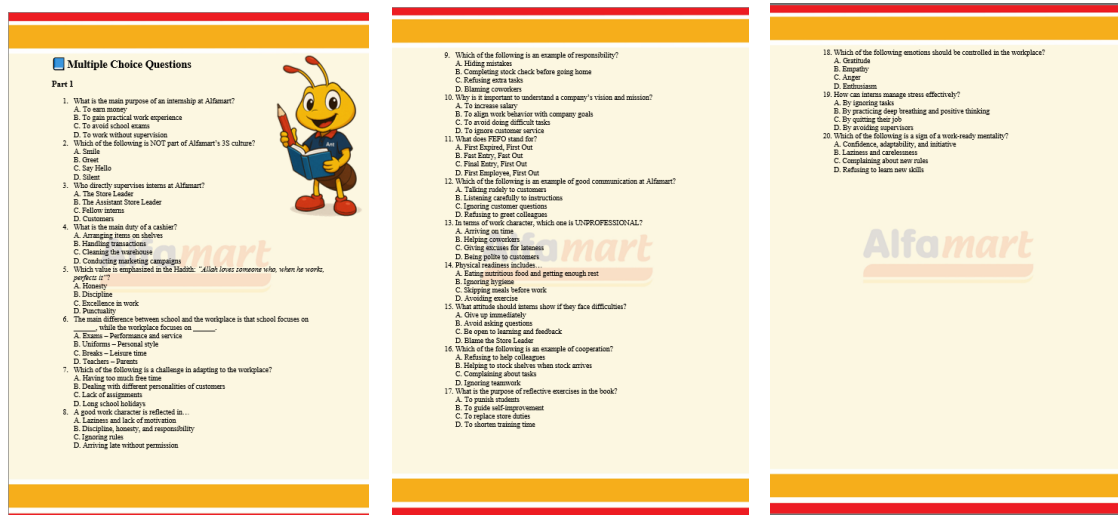 Multiple Choice Questions
Part 1
1. What is the main purpose of an internship at Alfamart?
A. To earn money
B. To gain practical work experience
C. To avoid school exams
D. To work without supervision
2. Which of the following is NOT part of Alfamart's 3S culture?
A. Smile
B. Greet
C. Say Hello
D. Silent
3. Who directly supervises interns at Alfamart?
A. The Store Leader
B. The Assistant Store Leader
C. Fellow interns
D. Customers
4. What is the main duty of a cashier?
A. Arranging items on shelves
B. Handling transactions
C. Cleaning the warehouse
D. Conducting marketing campaigns
5. Which value is emphasized in the Hadith: "Allah loves someone who, when he works,
perfects it"?
A. Honesty
B. Discipline
C. Excellence in work
D. Punctuality
6. The main difference between school and the workplace is that school focuses on
______, while the workplace focuses on ______.
A. Exams – Performance and service
B. Uniforms – Personal style
C. Breaks – Leisure time
D. Teachers – Parents
7. Which of the following is a challenge in adapting to the workplace?
A. Having too much free time
B. Dealing with different personalities of customers
C. Lack of assignments
D. Long school holidays
8. A good work character is reflected in…
A. Laziness and lack of motivation
B. Discipline, honesty, and responsibility
C. Ignoring rules
D. Arriving late without permission
Alfamart
9. Which of the following is an example of responsibility?
A. Hiding mistakes
B. Completing stock check before going home
C. Refusing extra tasks
D. Blaming coworkers
10. Why is it important to understand a company's vision and mission?
A. To increase salary
B. To align work behavior with company goals
C. To avoid doing difficult tasks
D. To ignore customer service
11. What does FEFO stand for?
A. First Expired, First Out
B. Fast Entry, Fast Out
C. Final Entry, First Out
D. First Employee, First Out
12. Which of the following is an example of good communication at Alfamart?
A. Talking rudely to customers
B. Listening carefully to instructions
C. Ignoring customer questions
D. Refusing to greet colleagues
13. In terms of work character, which one is UNPROFESSIONAL?
A. Arriving on time
B. Helping coworkers
C. Giving excuses for lateness
D. Being polite to customers
14. Physical readiness includes…
A. Eating nutritious food and getting enough rest
B. Ignoring hygiene
C. Skipping meals before work
D. Avoiding exercise
15. What attitude should interns show if they face difficulties?
A. Give up immediately
B. Avoid asking questions
C. Be open to learning and feedback
D. Blame the Store Leader
16. Which of the following is an example of cooperation?
A. Refusing to help colleagues
B. Helping to stock shelves when stock arrives
C. Complaining about tasks
D. Ignoring teamwork
17. What is the purpose of reflective exercises in the book?
A. To punish students
B. To guide self-improvement
C. To replace store duties
D. To shorten training time
Alfamart
18. Which of the following emotions should be controlled in the workplace?
A. Gratitude
B. Empathy
C. Anger
D. Enthusiasm
19. How can interns manage stress effectively?
A. By ignoring tasks
B. By practicing deep breathing and positive thinking
C. By quitting their job
D. By avoiding supervisors
20. Which of the following is a sign of a work-ready mentality?
A. Confidence, adaptability, and initiative
B. Laziness and carelessness
C. Complaining about new rules
D. Refusing to learn new skills
Alfamart